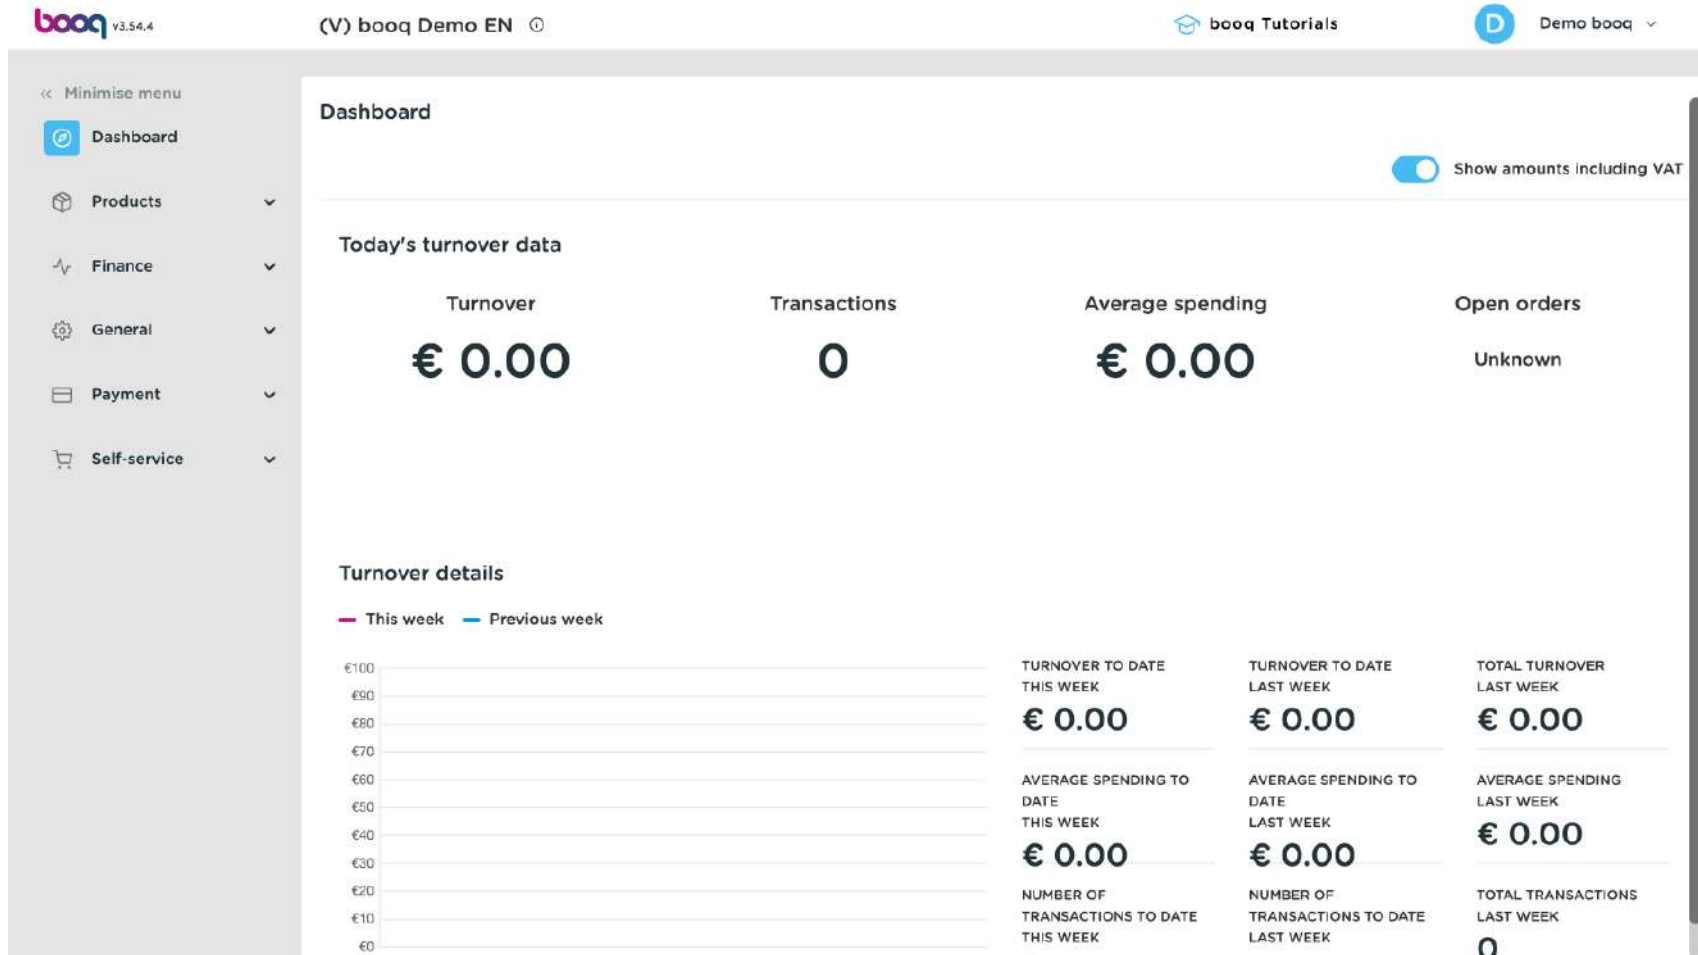 booq v3.54.4
(V) booq Demo EN
booq Tutorials
D
Demo booq
« Minimise menu
Dashboard
Products
Finance
General
Payment
Self-service
Dashboard
Show amounts including VAT
Today's turnover data
Turnover
€ 0.00
Transactions
0
Average spending
€ 0.00
Open orders
Unknown
Turnover details
This week
Previous week
€100
€90
€80
€70
€60
€50
€40
€30
€20
€10
€0
TURNOVER TO DATE
THIS WEEK
€ 0.00
TURNOVER TO DATE
LAST WEEK
€ 0.00
TOTAL TURNOVER
LAST WEEK
€ 0.00
AVERAGE SPENDING TO
DATE
THIS WEEK
€ 0.00
AVERAGE SPENDING TO
DATE
LAST WEEK
€ 0.00
AVERAGE SPENDING
LAST WEEK
€ 0.00
NUMBER OF
TRANSACTIONS TO DATE
THIS WEEK
NUMBER OF
TRANSACTIONS TO DATE
LAST WEEK
TOTAL TRANSACTIONS
LAST WEEK
0